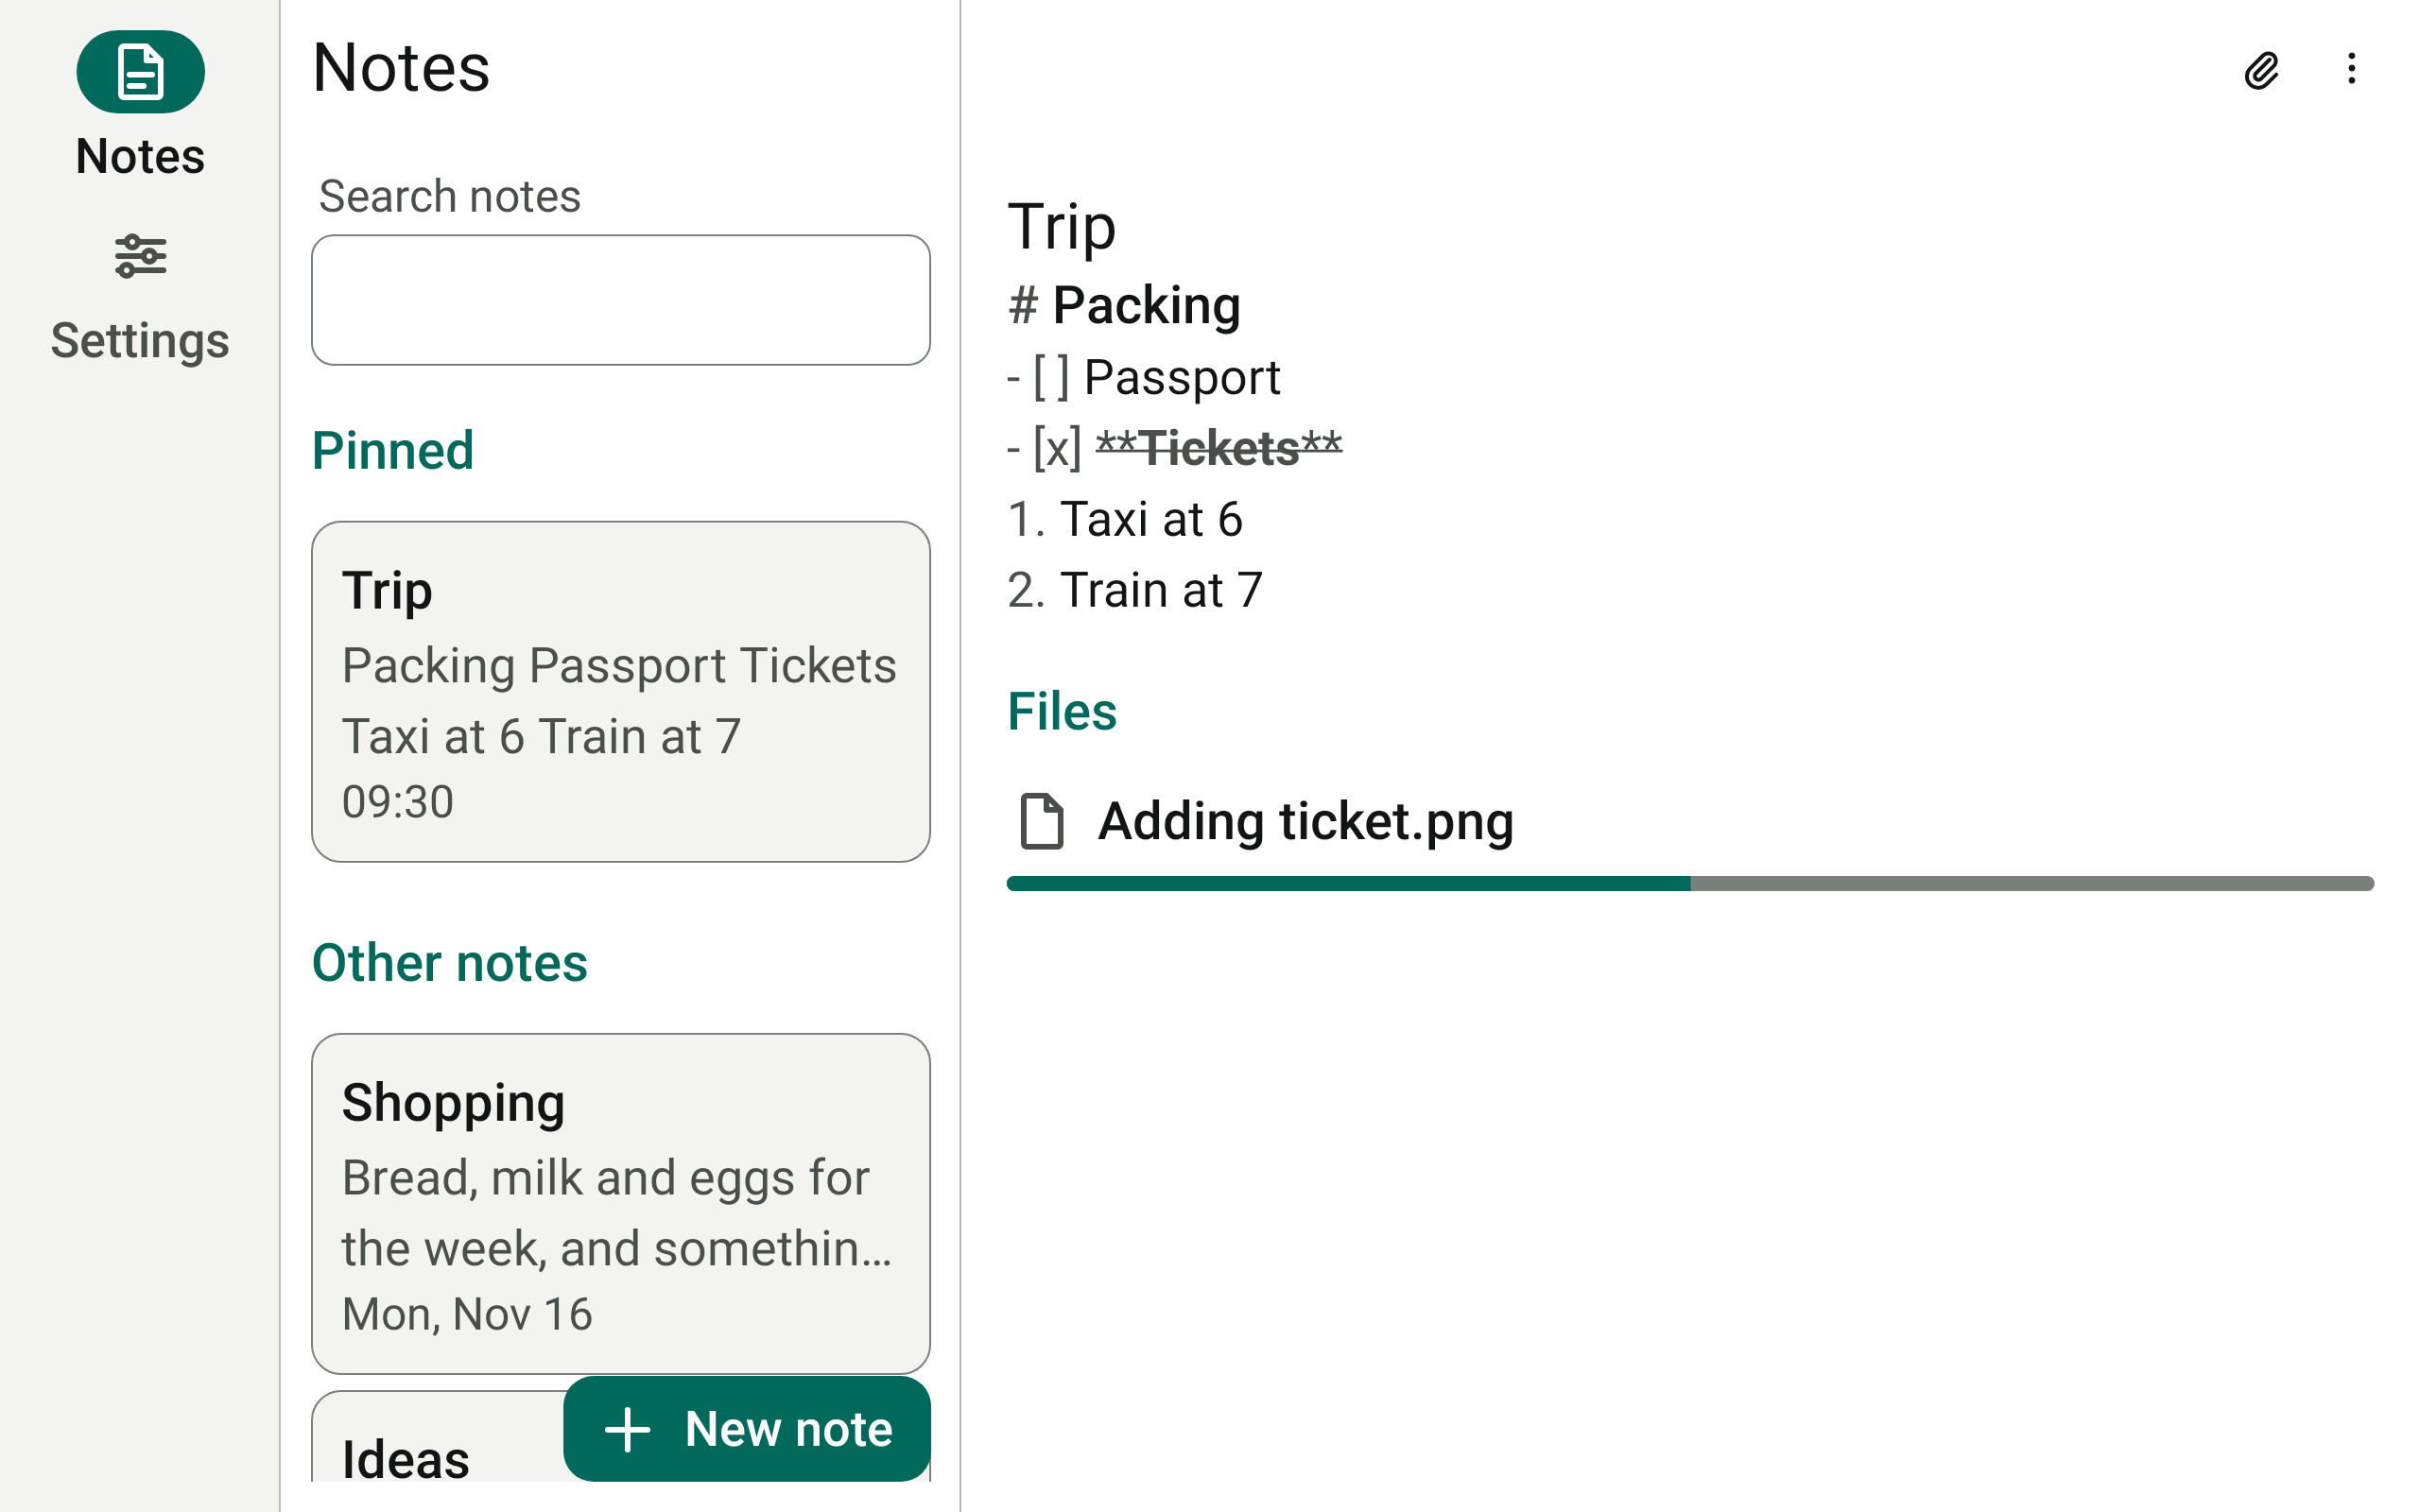 Notes
Settings
Notes
Search notes
Pinned
Trip
Packing Passport Tickets
Taxi at 6 Train at 7
09:30
Other notes
Shopping
Bread, milk and eggs for
the week, and somethin…
Mon, Nov 16
Ideas
New note
Trip
# Packing
- [ ] Passport
- [x] **Tickets**
1. Taxi at 6
2. Train at 7
Files
Adding ticket.png